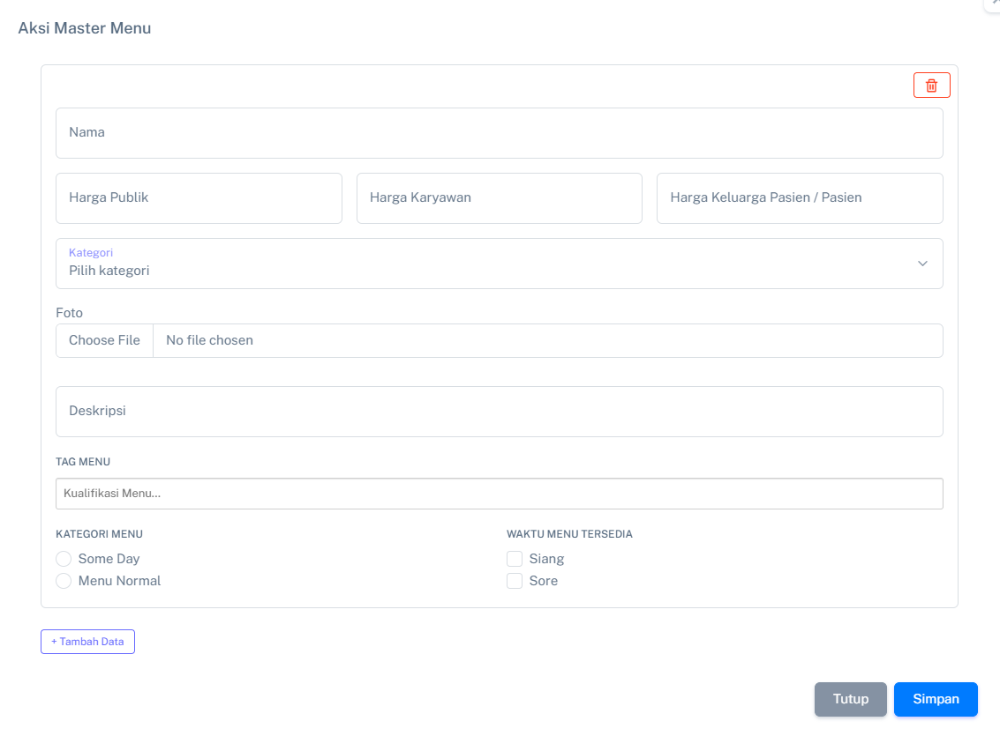 Aksi Master Menu
Nama
Harga Publik
Harga Karyawan
Harga Keluarga Pasien / Pasien
Kategori
Pilih kategori
Foto
Choose File
No file chosen
Deskripsi
TAG MENU
Kualifikasi Menu...
KATEGORI MENU
WAKTU MENU TERSEDIA
Some Day
Siang
Menu Normal
Sore
+ Tambah Data
Tutup
Simpan